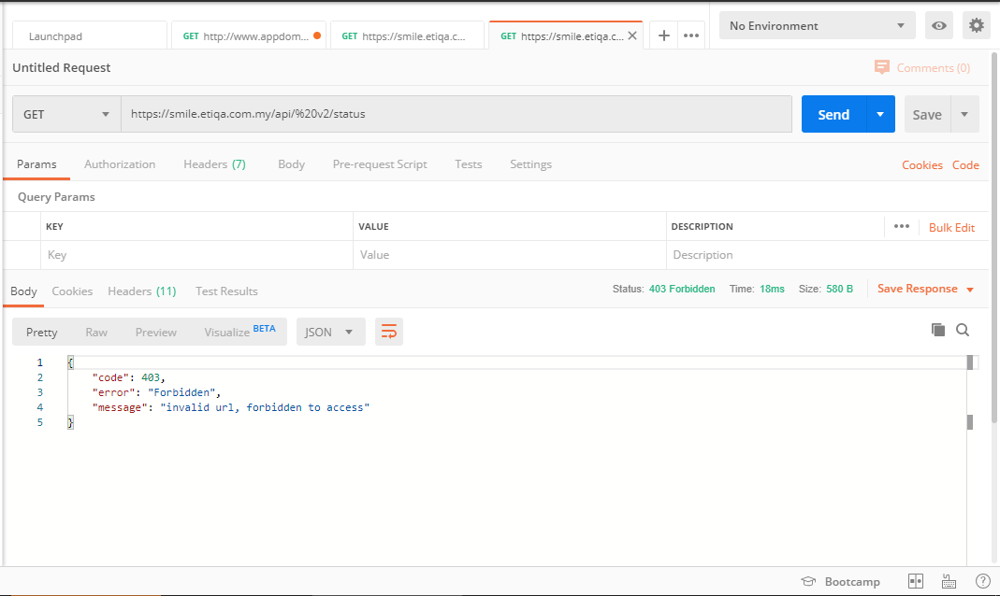 Launchpad
GET http://www.appdom...
GET https://smile.etiqa.c...
GET https://smile.etiqa.c...
No Environment
Untitled Request
Comments (0)
GET
https://smile.etiqa.com.my/api/%20v2/status
Send
Save
Params
Authorization
Headers (7)
Body
Pre-request Script
Tests
Settings
Cookies
Code
Query Params
KEY
VALUE
DESCRIPTION
Bulk Edit
Key
Value
Description
Body
Cookies
Headers (11)
Test Results
Status: 403 Forbidden
Time: 18ms
Size: 580 B
Save Response
Pretty
Raw
Preview
Visualize BETA
JSON
1 {
2 "code": 403,
3 "error": "Forbidden",
4 "message": "invalid url, forbidden to access"
5 }
Bootcamp